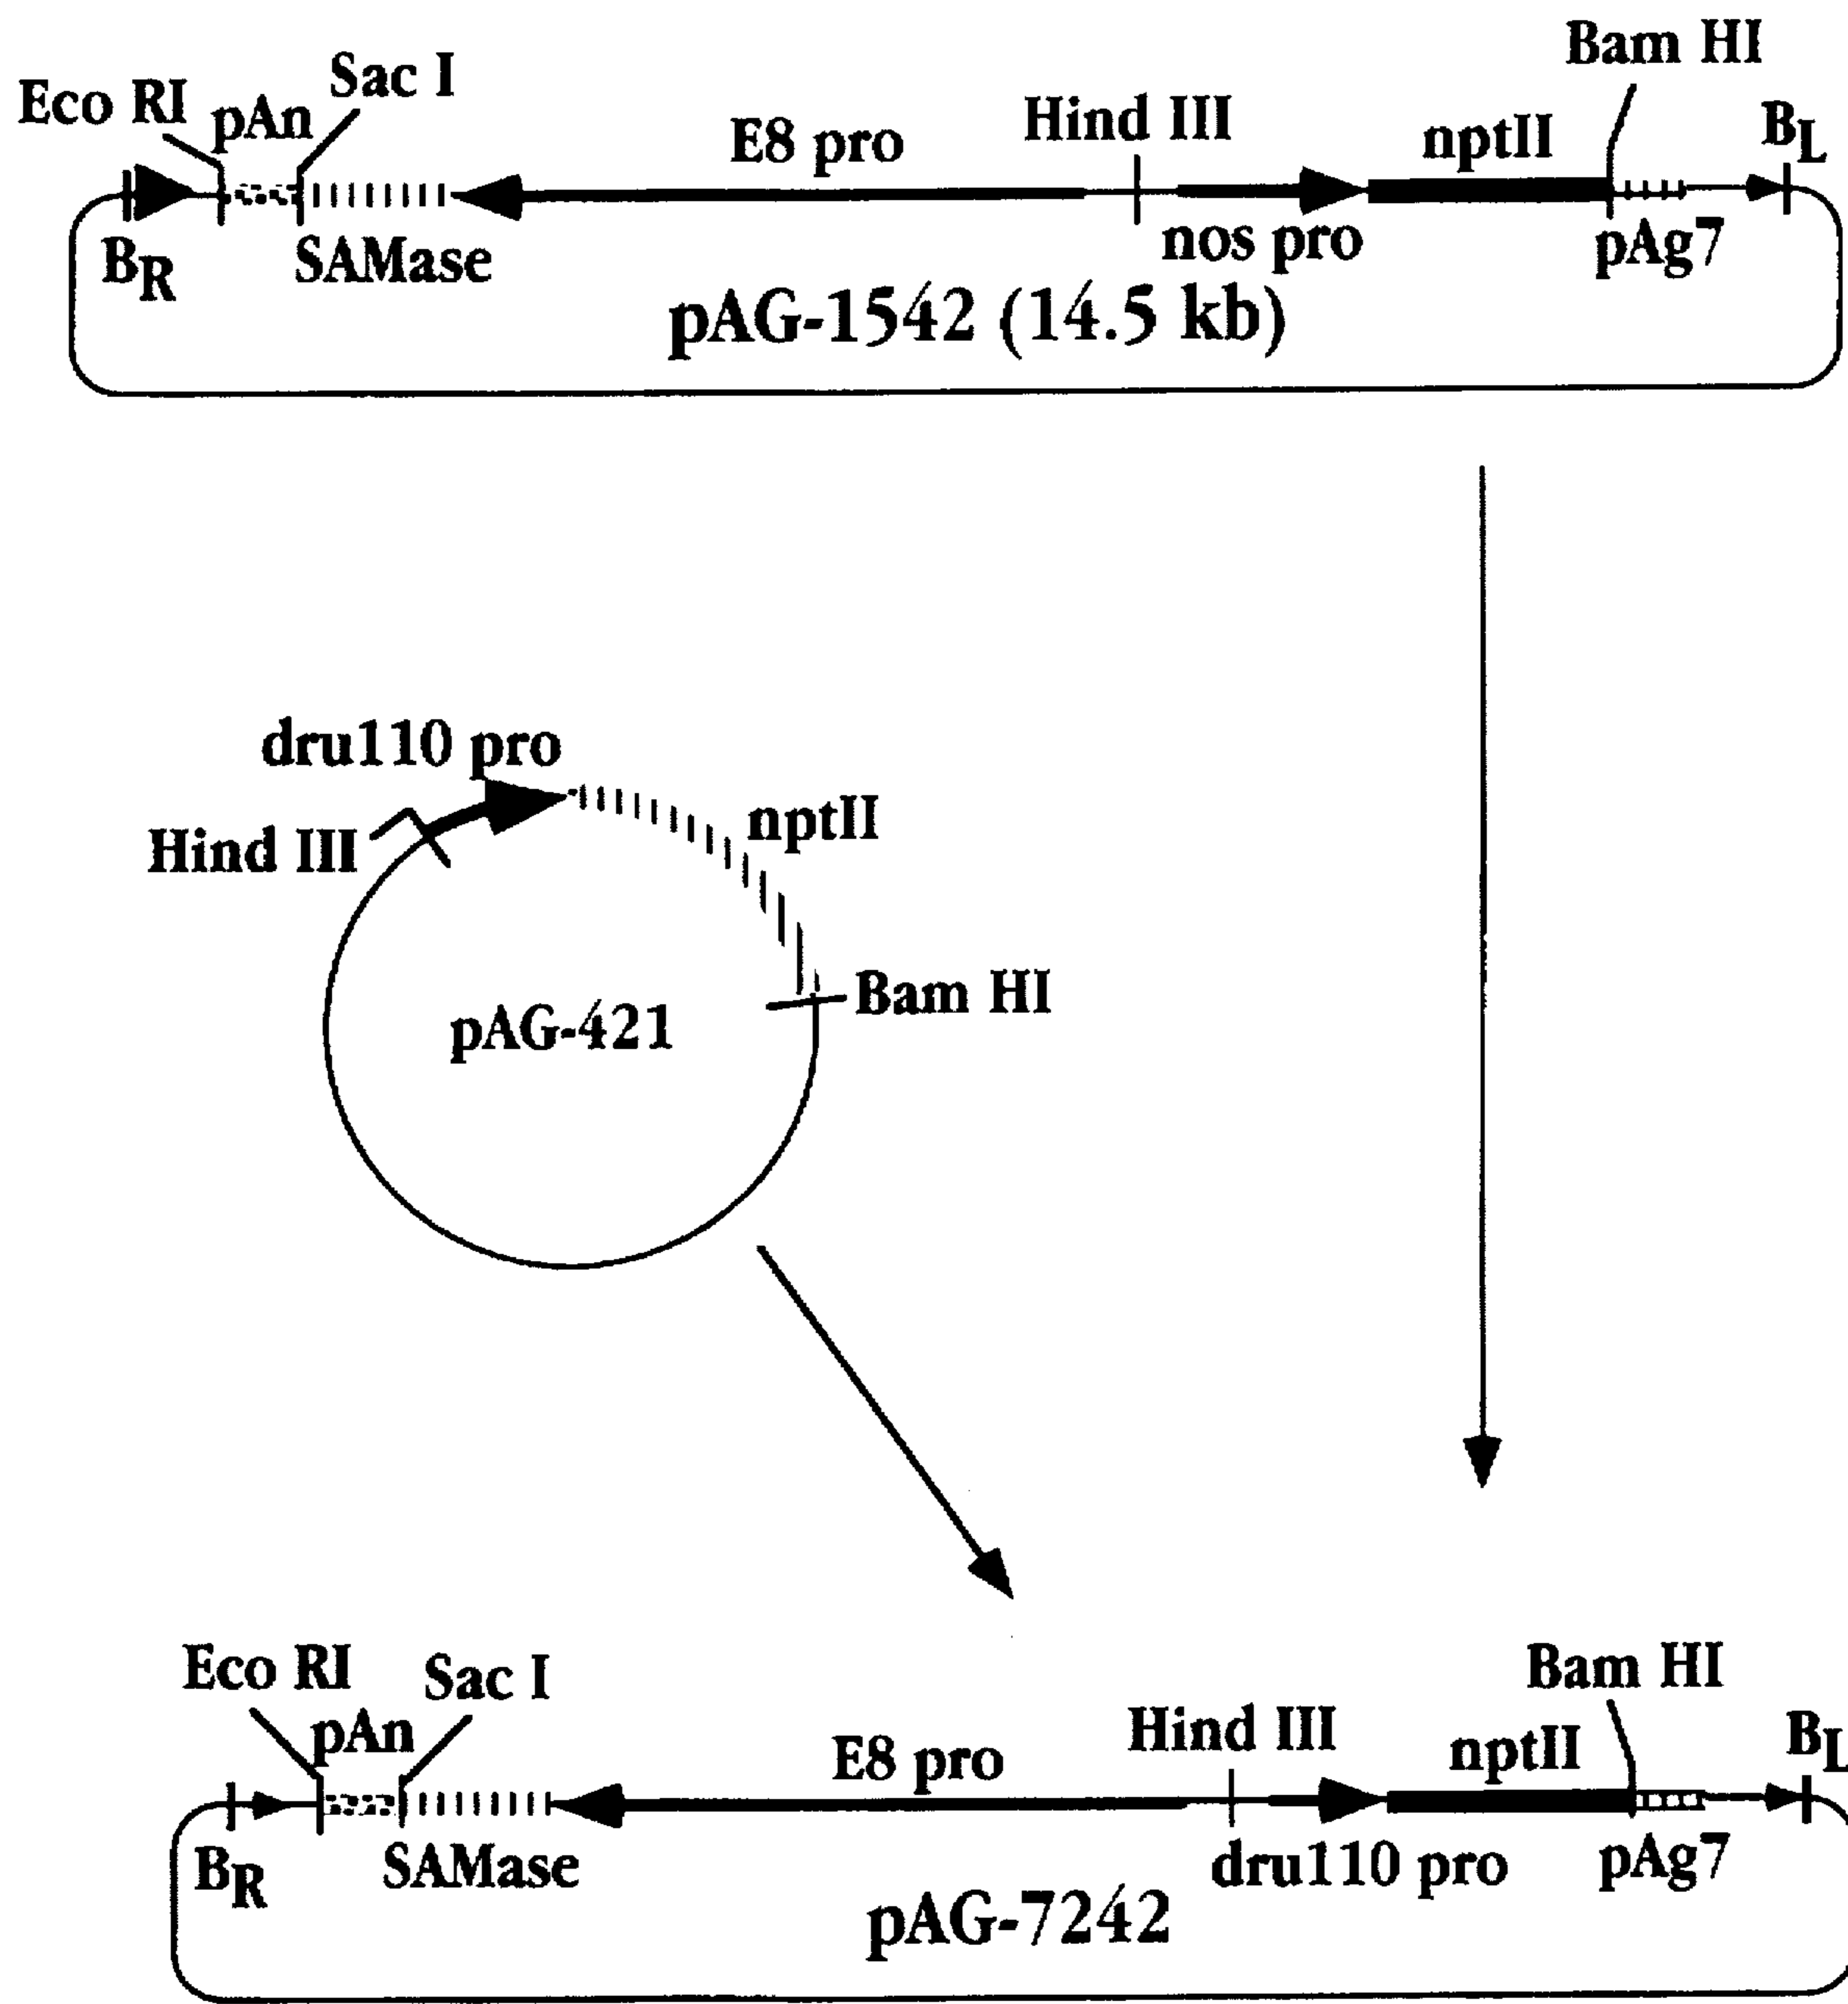 Bam HI
Sac I
Eco RI
pAn
E8 pro
Hind III
nptII
BL
BR
SAMase
nos pro
pAg7
pAG-1542 (14.5 kb)
dru110 pro
nptII
Hind III
Bam HI
pAG-421
Eco RI
Sac I
pAn
E8 pro
Hind III
Bam HI
nptII
BL
BR
SAMase
dru110 pro
pAg7
pAG-7242